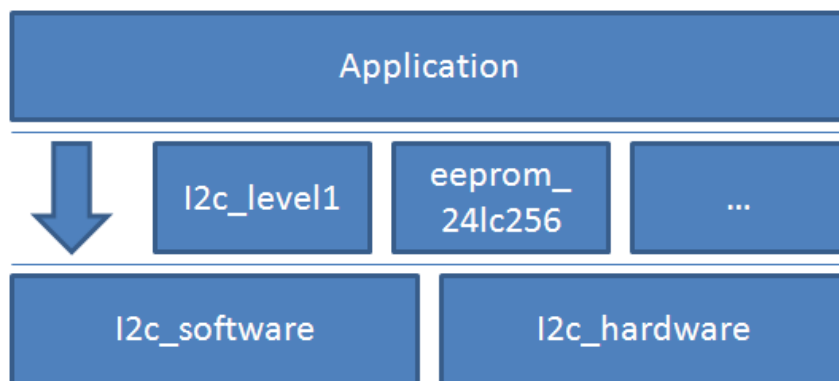 Application
I2c_level1
eeprom_
24lc256
...
I2c_software
I2c_hardware